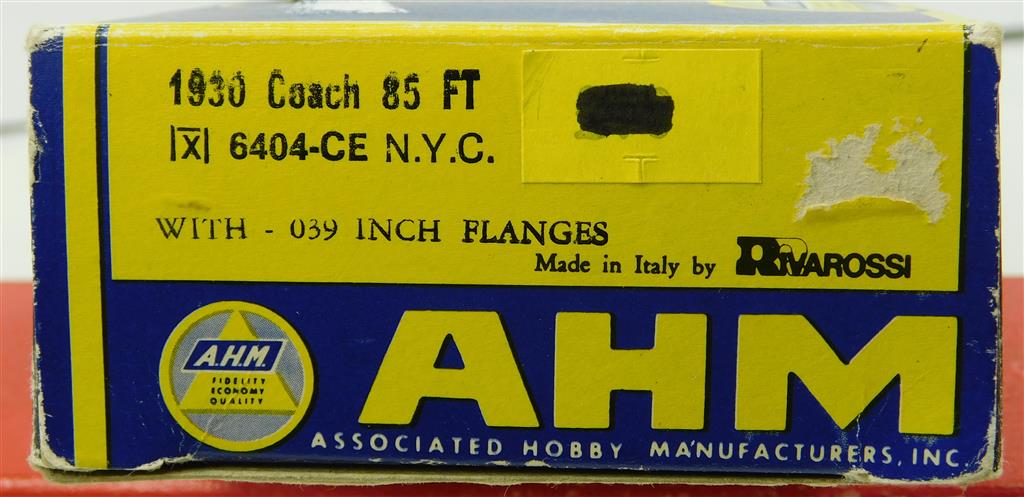 1930 Coach 85 FT
|X| 6404-CE N.Y.C.
WITH - 039 INCH FLANGES
Made in Italy by RIVAROSSI
A.H.M.
FIDELITY
ECONOMY
QUALITY
AHM
ASSOCIATED HOBBY MANUFACTURERS, INC.